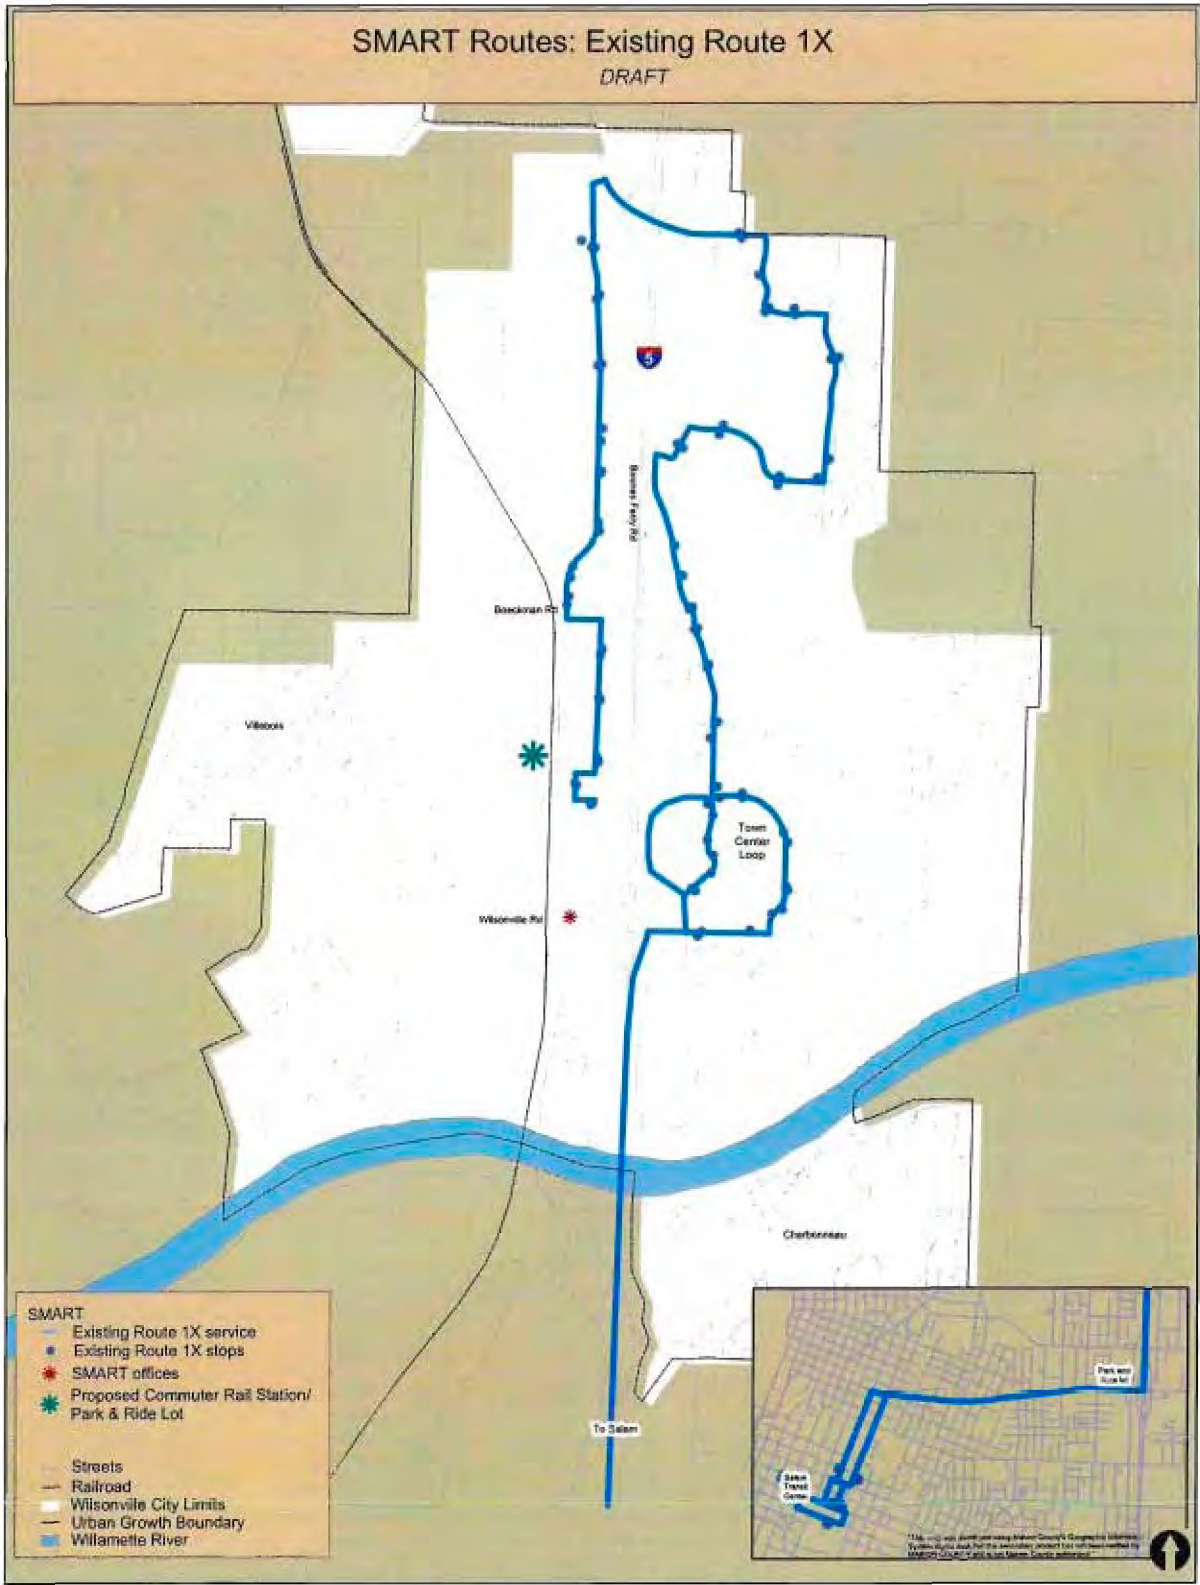 SMART Routes: Existing Route 1X
DRAFT
5
Boones Ferry Rd
Boeckman Rd
Villebois
Town
Center
Loop
Wilsonville Rd
Charbonneau
To Salem
SMART
Existing Route 1X service
Existing Route 1X stops
SMART offices
Proposed Commuter Rail Station/
Park & Ride Lot
Streets
Railroad
Wilsonville City Limits
Urban Growth Boundary
Willamette River
Park and
Salem
Transit
Center